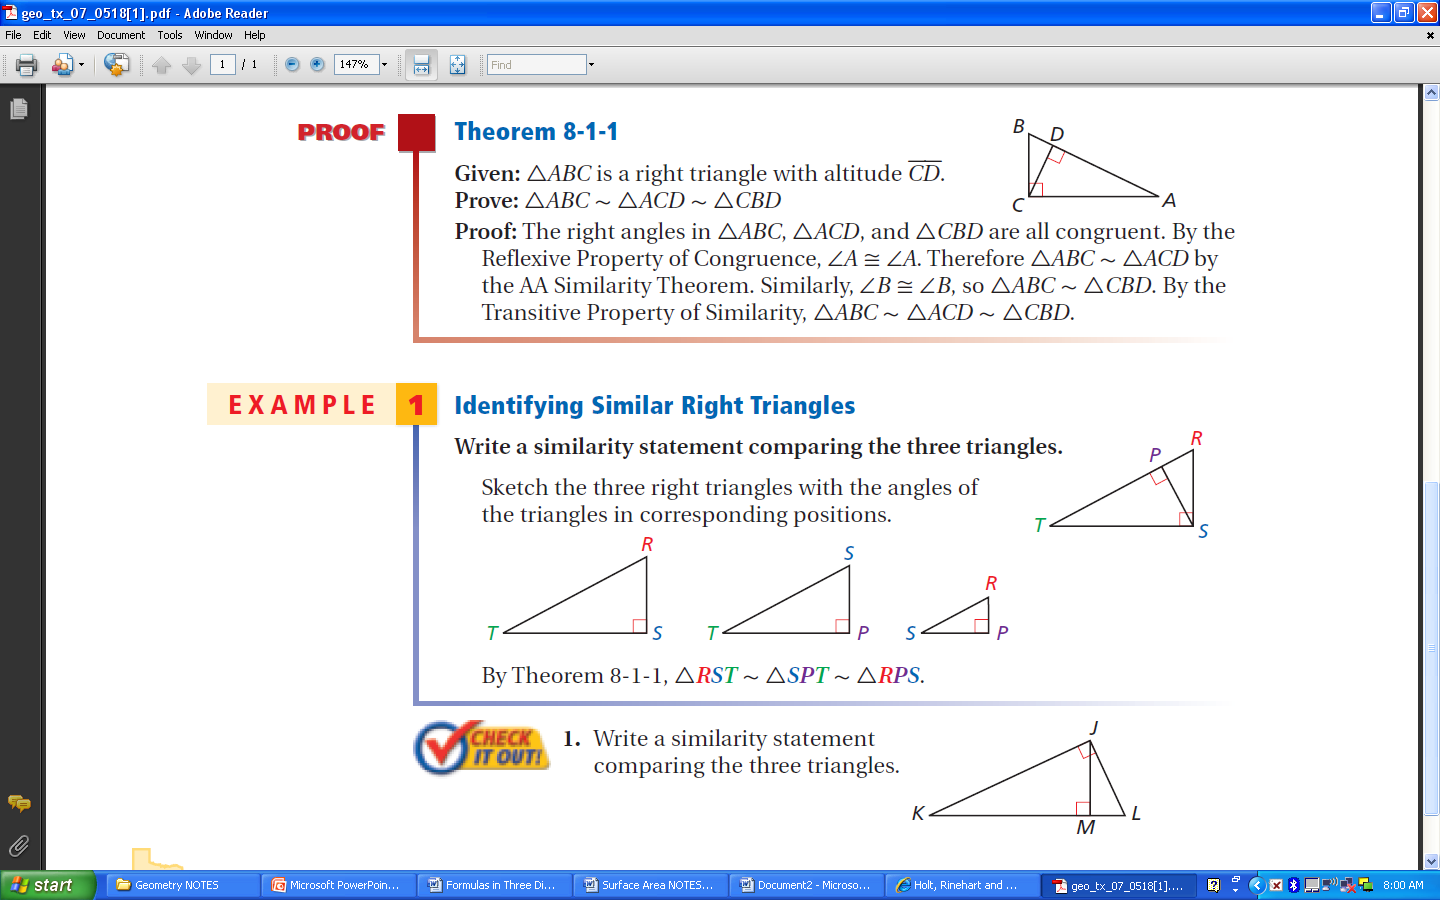 geo_tx_07_0518[1].pdf - Adobe Reader
File Edit View Document Tools Window Help
1 / 1 147% Find
PROOF Theorem 8-1-1
Given: △ABC is a right triangle with altitude C̅D̅.
Prove: △ABC ~ △ACD ~ △CBD
B D C A
Proof: The right angles in △ABC, △ACD, and △CBD are all congruent. By the
Reflexive Property of Congruence, ∠A ≅ ∠A. Therefore △ABC ~ △ACD by
the AA Similarity Theorem. Similarly, ∠B ≅ ∠B, so △ABC ~ △CBD. By the
Transitive Property of Similarity, △ABC ~ △ACD ~ △CBD.
EXAMPLE 1 Identifying Similar Right Triangles
Write a similarity statement comparing the three triangles.
Sketch the three right triangles with the angles of
the triangles in corresponding positions.
R P T S
R T S
S T P
R S P
By Theorem 8-1-1, △RST ~ △SPT ~ △RPS.
CHECK
IT OUT!
1. Write a similarity statement
comparing the three triangles.
J K M L
start Geometry NOTES Microsoft PowerPoin... Formulas in Three Di... Surface Area NOTES... Document2 - Microso... Holt, Rinehart and ... geo_tx_07_0518[1].... 8:00 AM